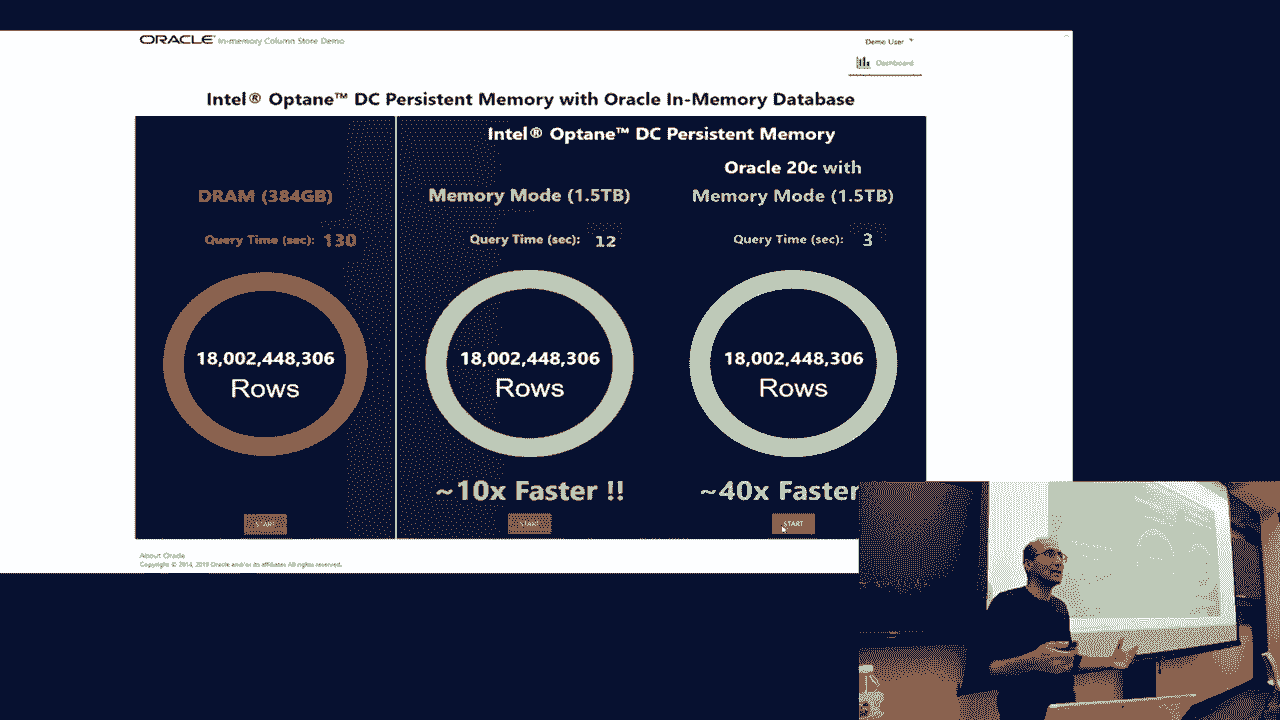 ORACLE In-memory Column Store Demo
Demo User
Dashboard
Intel® Optane™ DC Persistent Memory with Oracle In-Memory Database
DRAM (384GB)
Query Time (sec): 130
18,002,448,306
Rows
START
Intel® Optane™ DC Persistent Memory
Memory Mode (1.5TB)
Query Time (sec): 12
18,002,448,306
Rows
~10x Faster !!
START
Oracle 20c with
Memory Mode (1.5TB)
Query Time (sec): 3
18,002,448,306
Rows
~40x Faster
START
About Oracle
Copyright © 2014, 2019 Oracle and/or its affiliates All rights reserved.